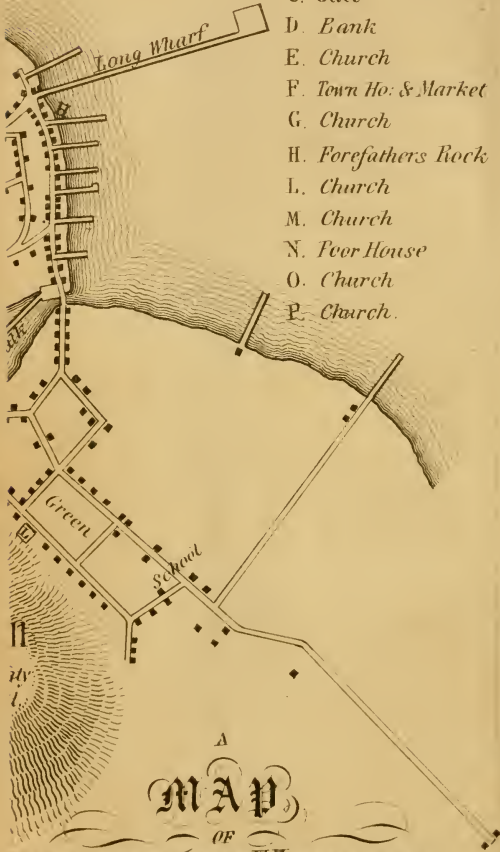 D. Bank
E. Church
F. Town Ho: & Market
G. Church
H. Forefathers Rock
L. Church
M. Church
N. Poor House
O. Church
P. Church.
Long Wharf
H
Green
L
School
A
MAP
OF